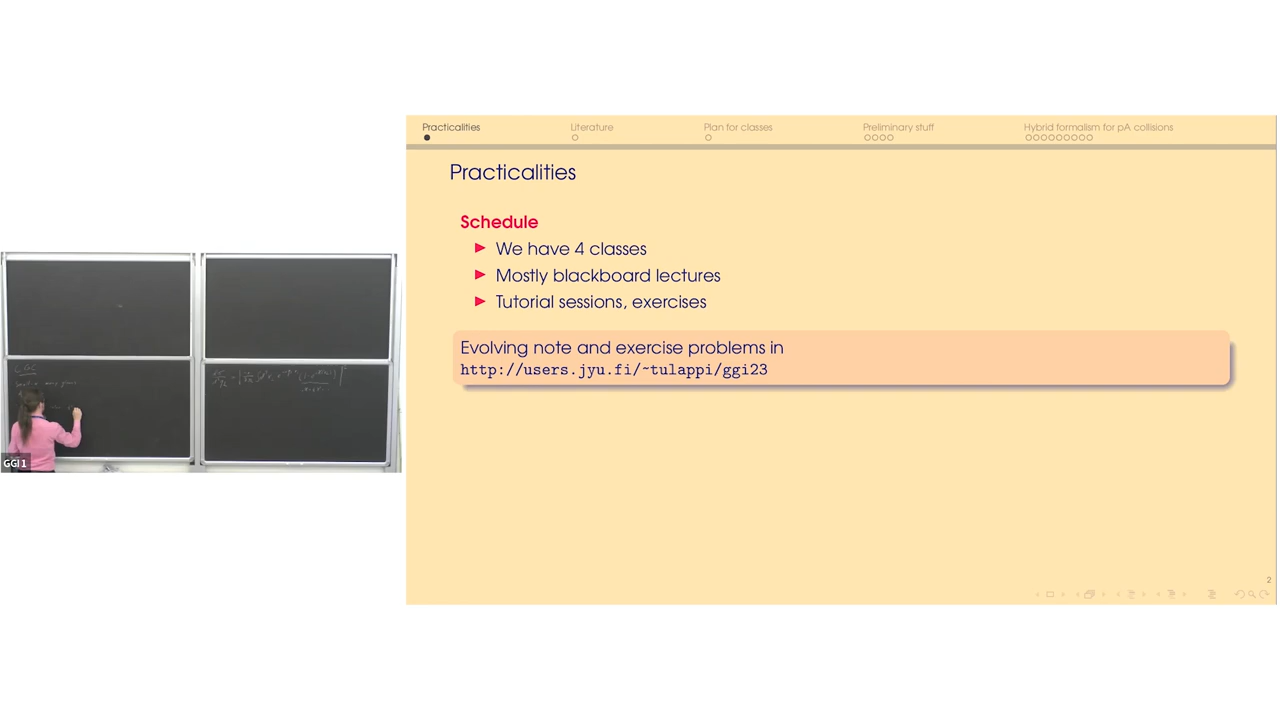 Practicalities
Literature
Plan for classes
Preliminary stuff
Hybrid formalism for pA collisions
Practicalities
Schedule
We have 4 classes
Mostly blackboard lectures
Tutorial sessions, exercises
Evolving note and exercise problems in
http://users.jyu.fi/~tulappi/ggi23
2
CGC
GGI 1